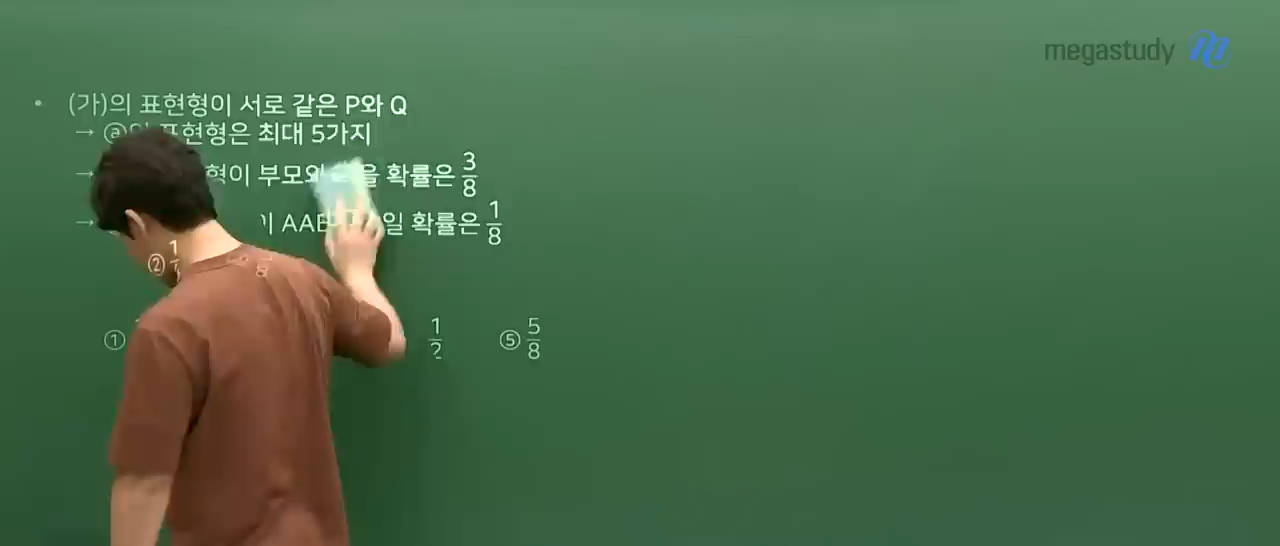 megastudy
• (가)의 표현형이 서로 같은 P와 Q
→ ⓐ의 표현형은 최대 5가지
→ 형이 부모와 을 확률은 3/8
→ 이 AAB 일 확률은 1/8
② 1
① 1/2 ⑤ 5/8